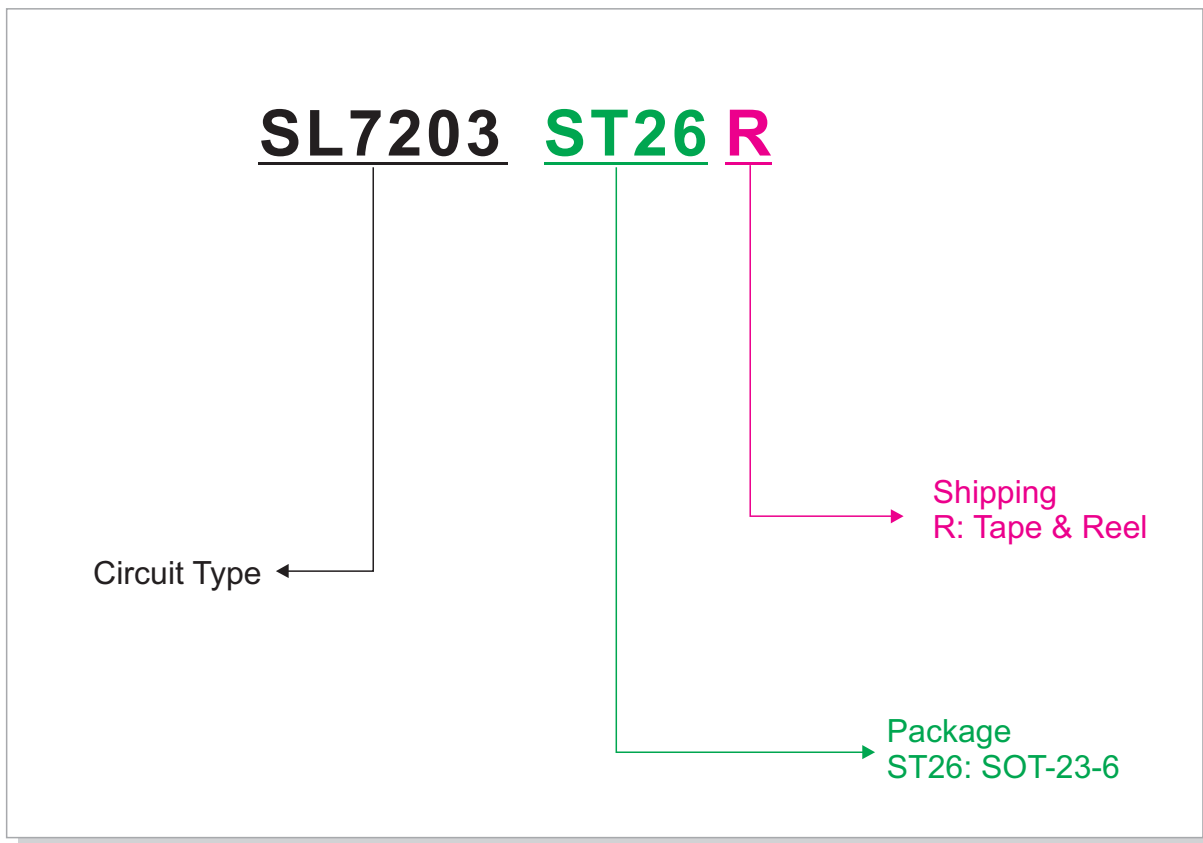 SL7203 ST26 R
Shipping
R: Tape & Reel
Circuit Type
Package
ST26: SOT-23-6